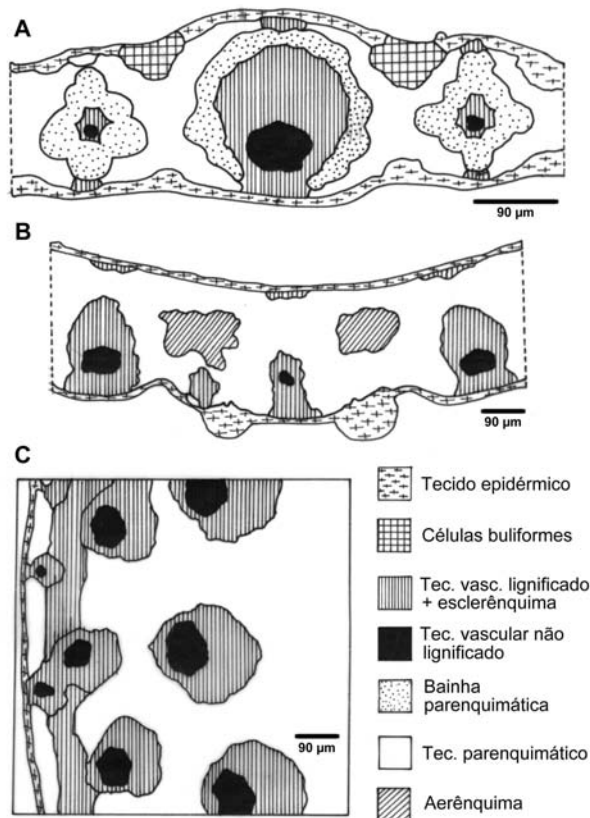 A
90 µm
B
90 µm
C
90 µm
Tecido epidérmico
Células buliformes
Tec. vasc. lignificado
+ esclerênquima
Tec. vascular não
lignificado
Bainha
parenquimática
Tec. parenquimático
Aerênquima